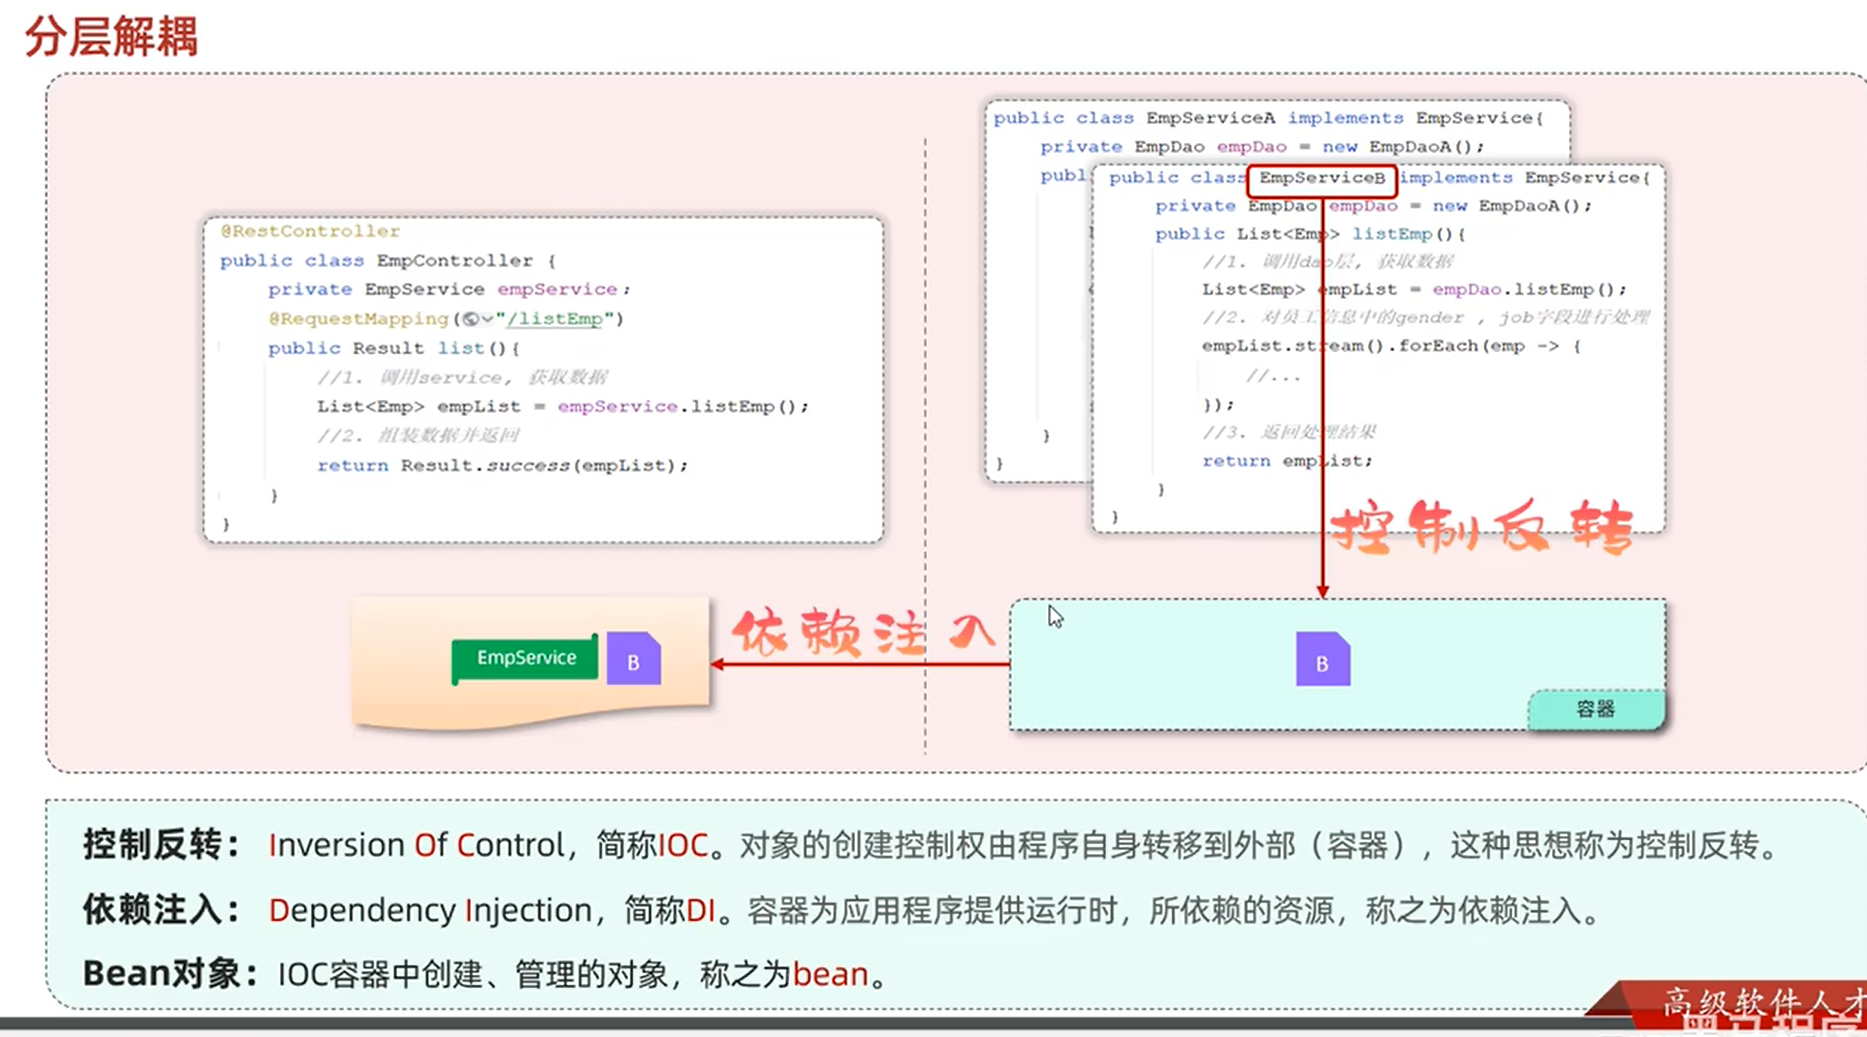 分层解耦
@RestController
public class EmpController {
private EmpService empService;
@RequestMapping("/listEmp")
public Result list(){
//1. 调用service, 获取数据
List<Emp> empList = empService.listEmp();
//2. 组装数据并返回
return Result.success(empList);
}
}
public class EmpServiceA implements EmpService{
private EmpDao empDao = new EmpDaoA();
publ
}
}
public class EmpServiceB implements EmpService{
private EmpDao empDao = new EmpDaoA();
public List<Emp> listEmp(){
//1. 调用dao层, 获取数据
List<Emp> empList = empDao.listEmp();
//2. 对员工信息中的gender , job字段进行处理
empList.stream().forEach(emp -> {
//...
});
//3. 返回处理结果
return empList;
}
}
控制反转
依赖注入
EmpService
B
B
容器
控制反转： Inversion Of Control，简称IOC。对象的创建控制权由程序自身转移到外部（容器），这种思想称为控制反转。
依赖注入： Dependency Injection，简称DI。容器为应用程序提供运行时，所依赖的资源，称之为依赖注入。
Bean对象： IOC容器中创建、管理的对象，称之为bean。
高级软件人才